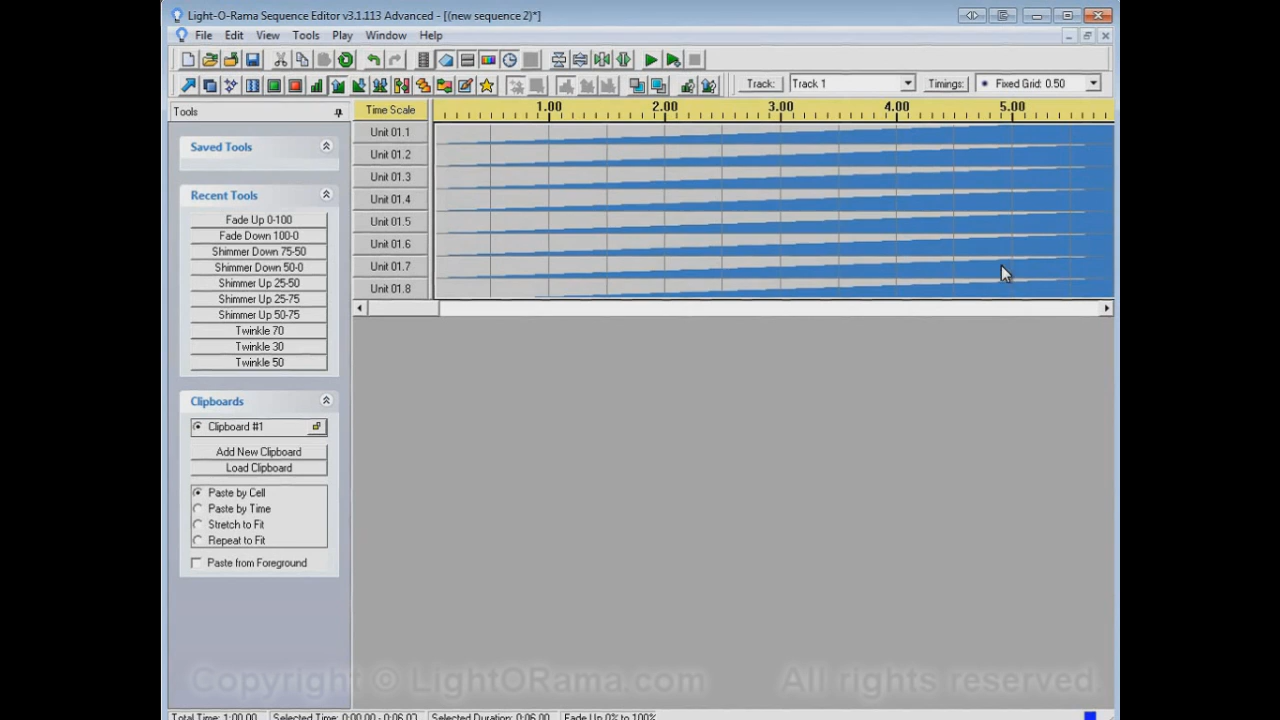 Light-O-Rama Sequence Editor v3.1.113 Advanced - [(new sequence 2)*]
File Edit View Tools Play Window Help
Track: Track 1 Timings: Fixed Grid: 0.50
Tools
Time Scale 1.00 2.00 3.00 4.00 5.00
Unit 01.1
Unit 01.2
Unit 01.3
Unit 01.4
Unit 01.5
Unit 01.6
Unit 01.7
Unit 01.8
Saved Tools
Recent Tools
Fade Up 0-100
Fade Down 100-0
Shimmer Down 75-50
Shimmer Down 50-0
Shimmer Up 25-50
Shimmer Up 25-75
Shimmer Up 50-75
Twinkle 70
Twinkle 30
Twinkle 50
Clipboards
Clipboard #1
Add New Clipboard
Load Clipboard
Paste by Cell
Paste by Time
Stretch to Fit
Repeat to Fit
Paste from Foreground
Copyright © LightORama.com All rights reserved
Total Time: 1:00.00 Selected Time: 0:00.00 - 0:06.03 Selected Duration: 0:06.00 Fade Up 0% to 100%